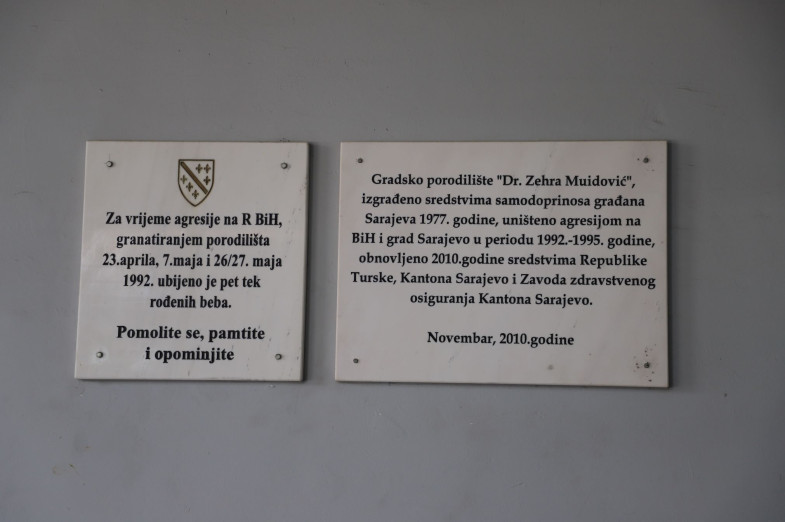 Za vrijeme agresije na R BiH,
granatiranjem porodilišta
23.aprila, 7.maja i 26/27. maja
1992. ubijeno je pet tek
rođenih beba.
Pomolite se, pamtite
i opominjite
Gradsko porodilište "Dr. Zehra Muidović",
izgrađeno sredstvima samodoprinosa građana
Sarajeva 1977. godine, uništeno agresijom na
BiH i grad Sarajevo u periodu 1992.-1995. godine,
obnovljeno 2010.godine sredstvima Republike
Turske, Kantona Sarajevo i Zavoda zdravstvenog
osiguranja Kantona Sarajevo.
Novembar, 2010.godine